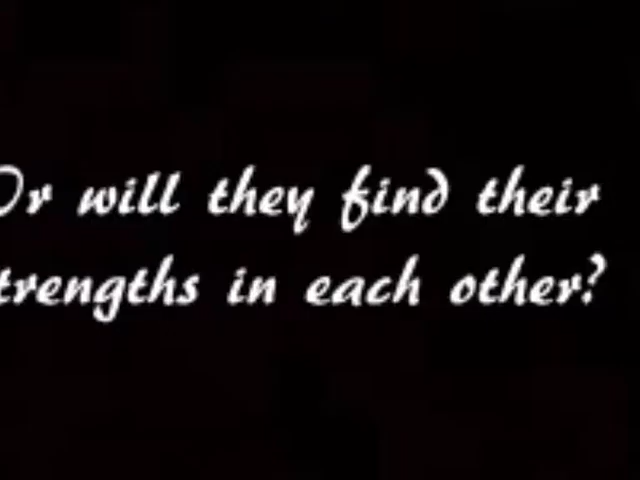 Or will they find their
trengths in each other?